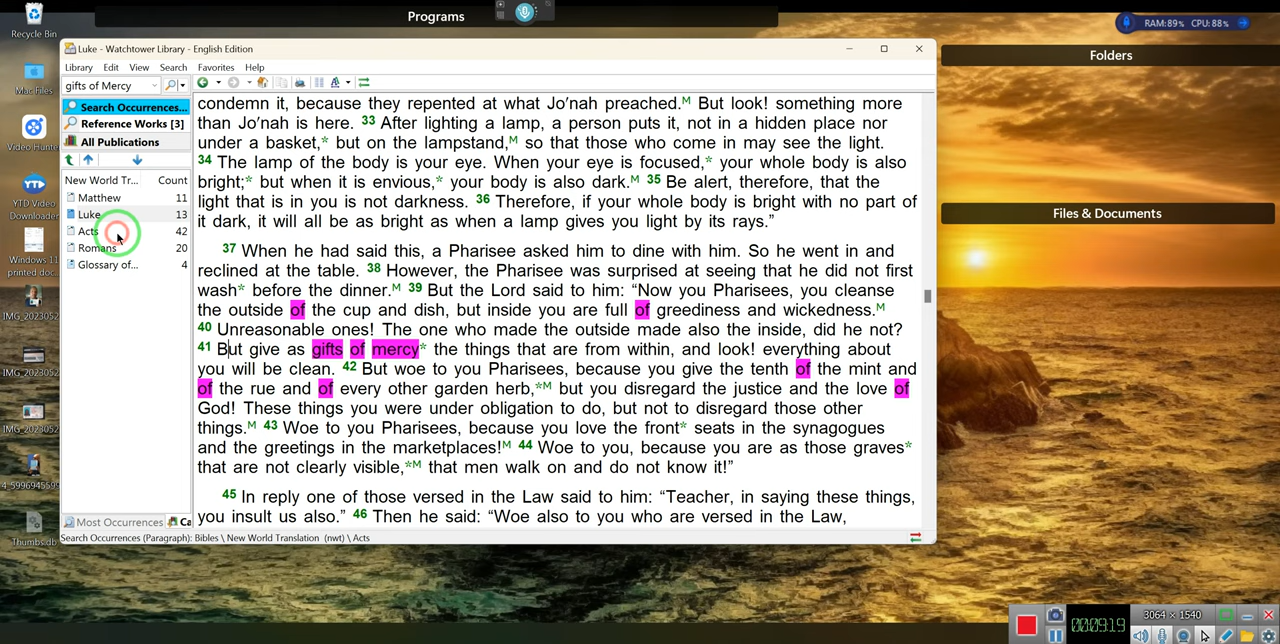 Programs
RAM:89% CPU:88%
Recycle Bin
Mac Files
Video Hunte
YTD Video
Downloader
Windows 11
printed doc...
IMG_2023052
IMG_2023052
IMG_2023052
4_5996945599
Thumbs.db
Luke - Watchtower Library - English Edition
Library Edit View Search Favorites Help
gifts of Mercy
Search Occurrences...
Reference Works [3]
All Publications
New World Tr... Count
Matthew 11
Luke 13
Acts 42
Romans 20
Glossary of... 4
Most Occurrences Ca
condemn it, because they repented at what Joʹnah preached.M But look! something more
than Joʹnah is here. 33 After lighting a lamp, a person puts it, not in a hidden place nor
under a basket,* but on the lampstand,M so that those who come in may see the light.
34 The lamp of the body is your eye. When your eye is focused,* your whole body is also
bright;* but when it is envious,* your body is also dark.M 35 Be alert, therefore, that the
light that is in you is not darkness. 36 Therefore, if your whole body is bright with no part of
it dark, it will all be as bright as when a lamp gives you light by its rays.”
37 When he had said this, a Pharisee asked him to dine with him. So he went in and
reclined at the table. 38 However, the Pharisee was surprised at seeing that he did not first
wash* before the dinner.M 39 But the Lord said to him: “Now you Pharisees, you cleanse
the outside of the cup and dish, but inside you are full of greediness and wickedness.M
40 Unreasonable ones! The one who made the outside made also the inside, did he not?
41 But give as gifts of mercy* the things that are from within, and look! everything about
you will be clean. 42 But woe to you Pharisees, because you give the tenth of the mint and
of the rue and of every other garden herb,*M but you disregard the justice and the love of
God! These things you were under obligation to do, but not to disregard those other
things.M 43 Woe to you Pharisees, because you love the front* seats in the synagogues
and the greetings in the marketplaces!M 44 Woe to you, because you are as those graves*
that are not clearly visible,*M that men walk on and do not know it!”
45 In reply one of those versed in the Law said to him: “Teacher, in saying these things,
you insult us also.” 46 Then he said: “Woe also to you who are versed in the Law,
Search Occurrences (Paragraph): Bibles \ New World Translation (nwt) \ Acts
Folders
Files & Documents
00:09:19
3064 × 1540